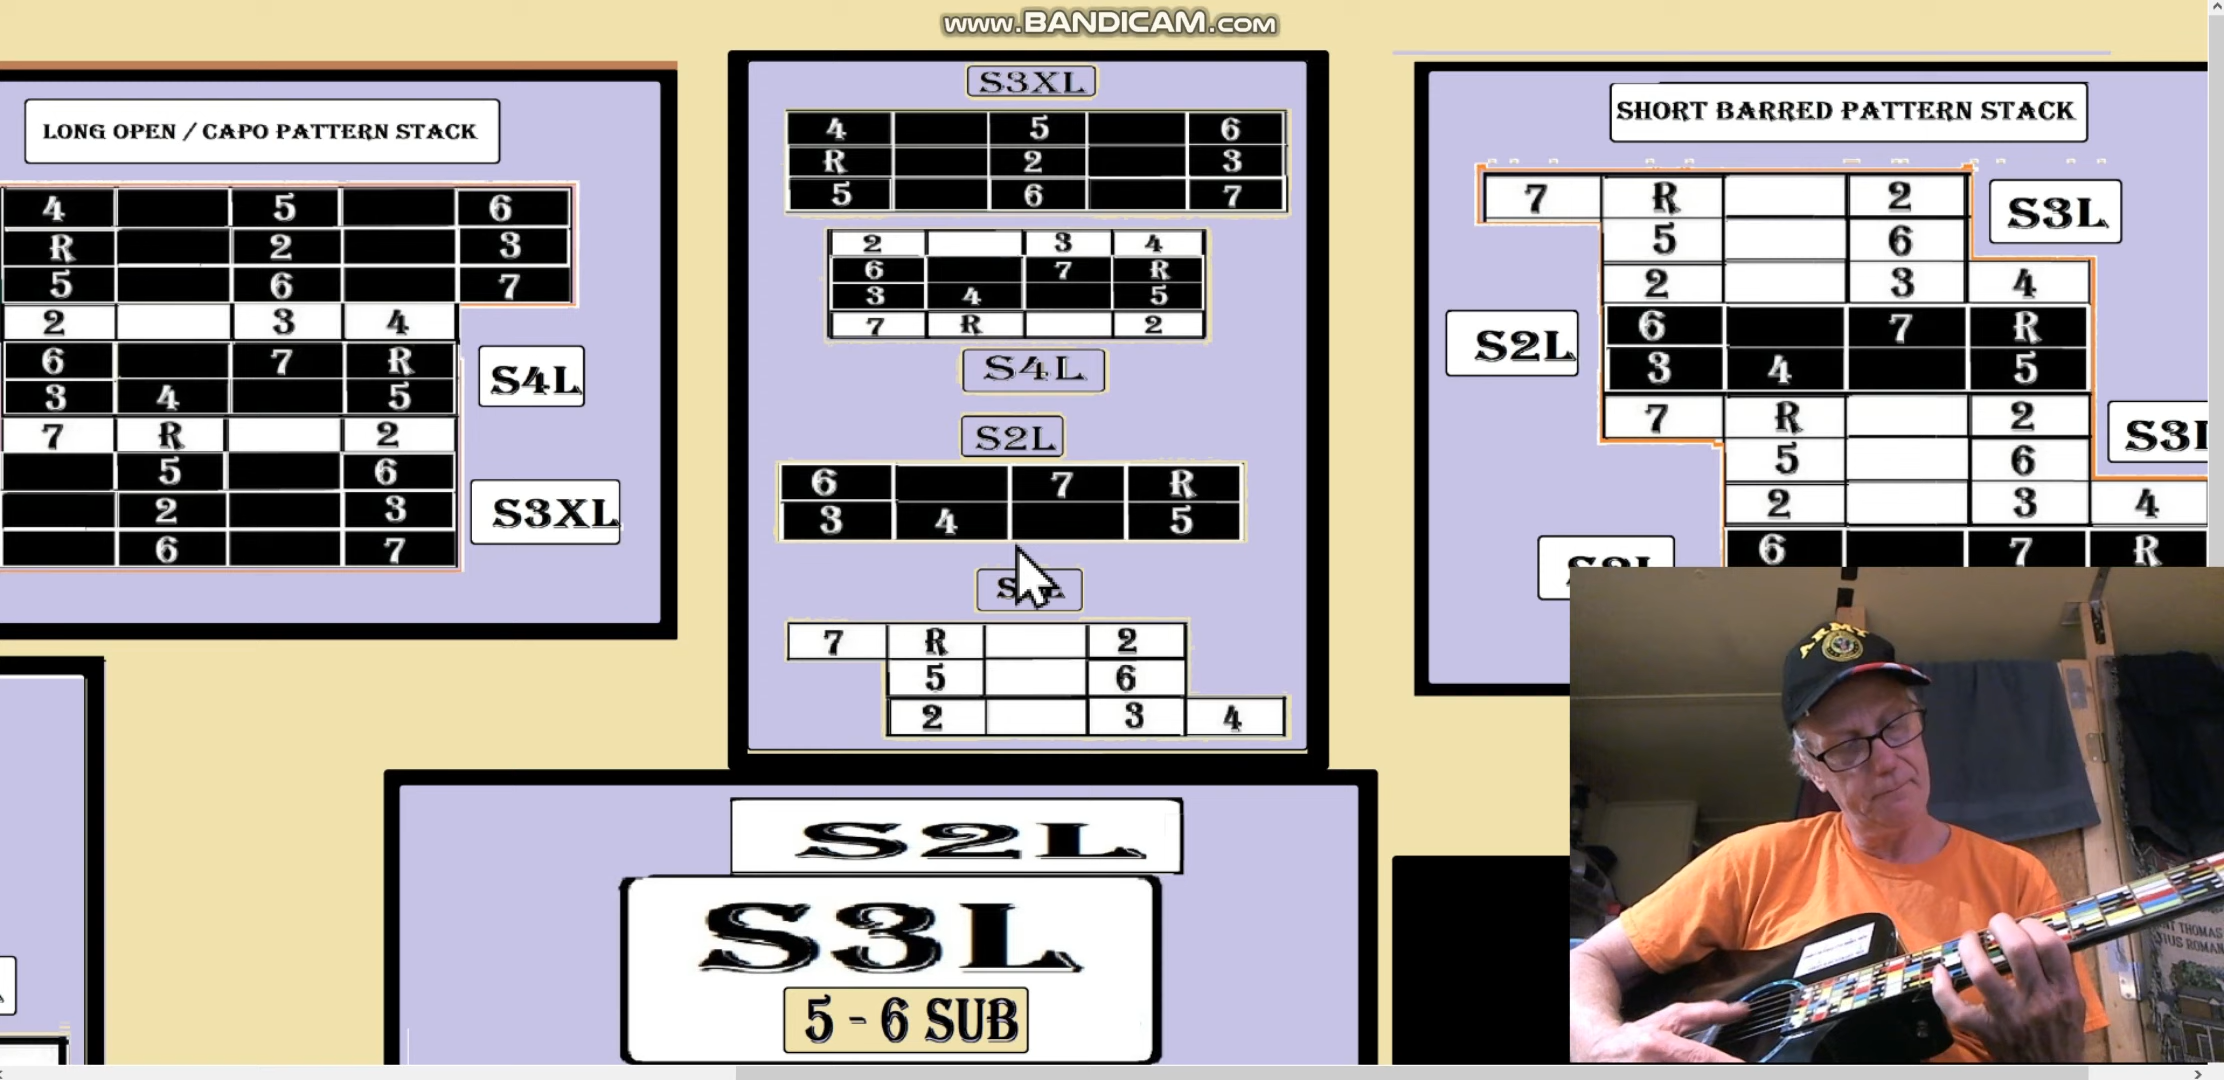 www.BANDICAM.com
LONG OPEN / CAPO PATTERN STACK
4 5 6
R 2 3
5 6 7
2 3 4
6 7 R
3 4 5
7 R 2
5 6
2 3
6 7
S4L
S3XL
S3XL
4 5 6
R 2 3
5 6 7
2 3 4
6 7 R
3 4 5
7 R 2
S4L
S2L
6 7 R
3 4 5
7 R 2
5 6
2 3 4
SHORT BARRED PATTERN STACK
7 R 2
5 6
2 3 4
6 7 R
3 4 5
7 R 2
5 6
2 3 4
6 7 R
S3L
S2L
S2L
S3L
5 - 6 SUB
ARMY